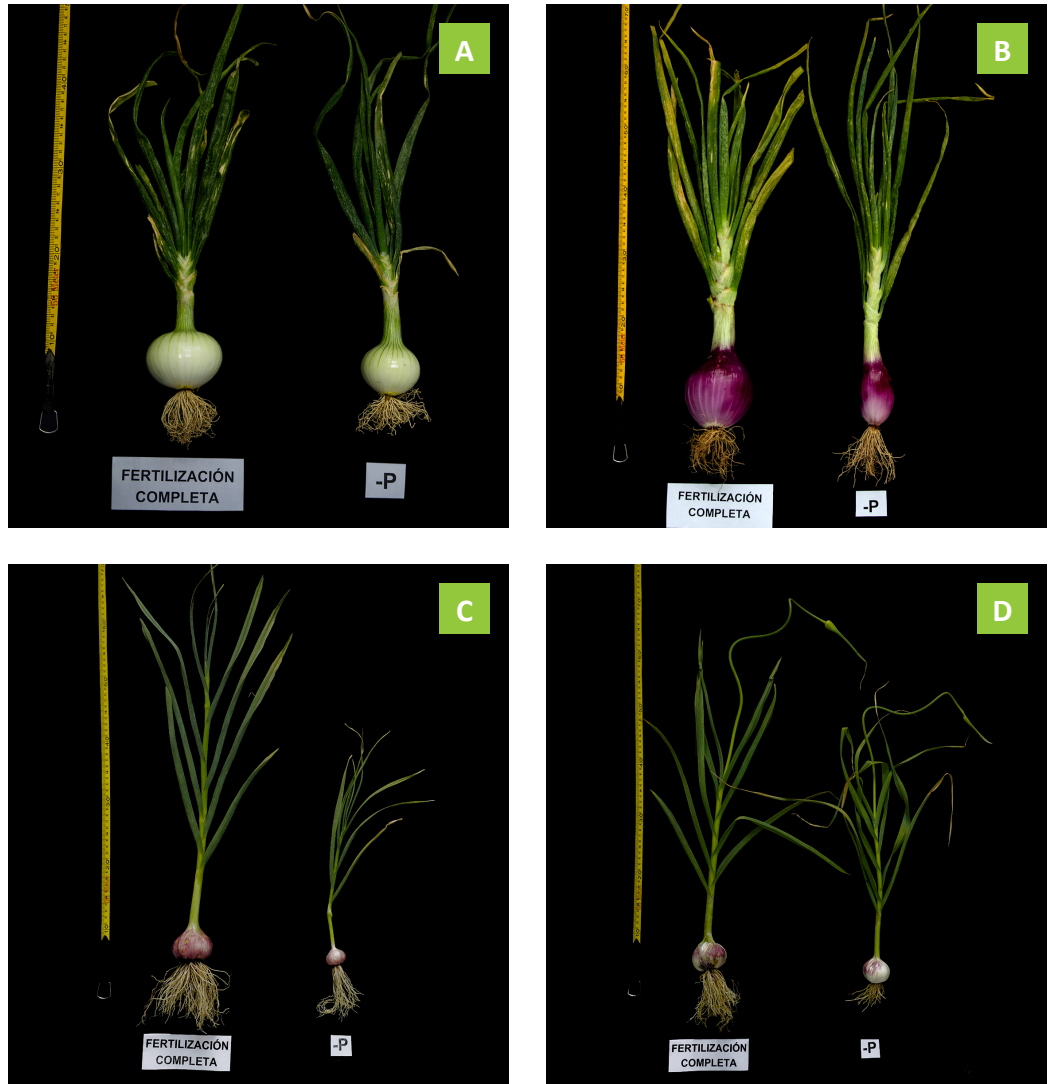 A
FERTILIZACIÓN
COMPLETA
-P
B
FERTILIZACIÓN
COMPLETA
-P
C
FERTILIZACIÓN
COMPLETA
-P
D
FERTILIZACIÓN
COMPLETA
-P